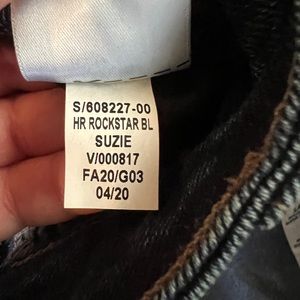 S/608227-00
HR ROCKSTAR BL
SUZIE
V/000817
FA20/G03
04/20